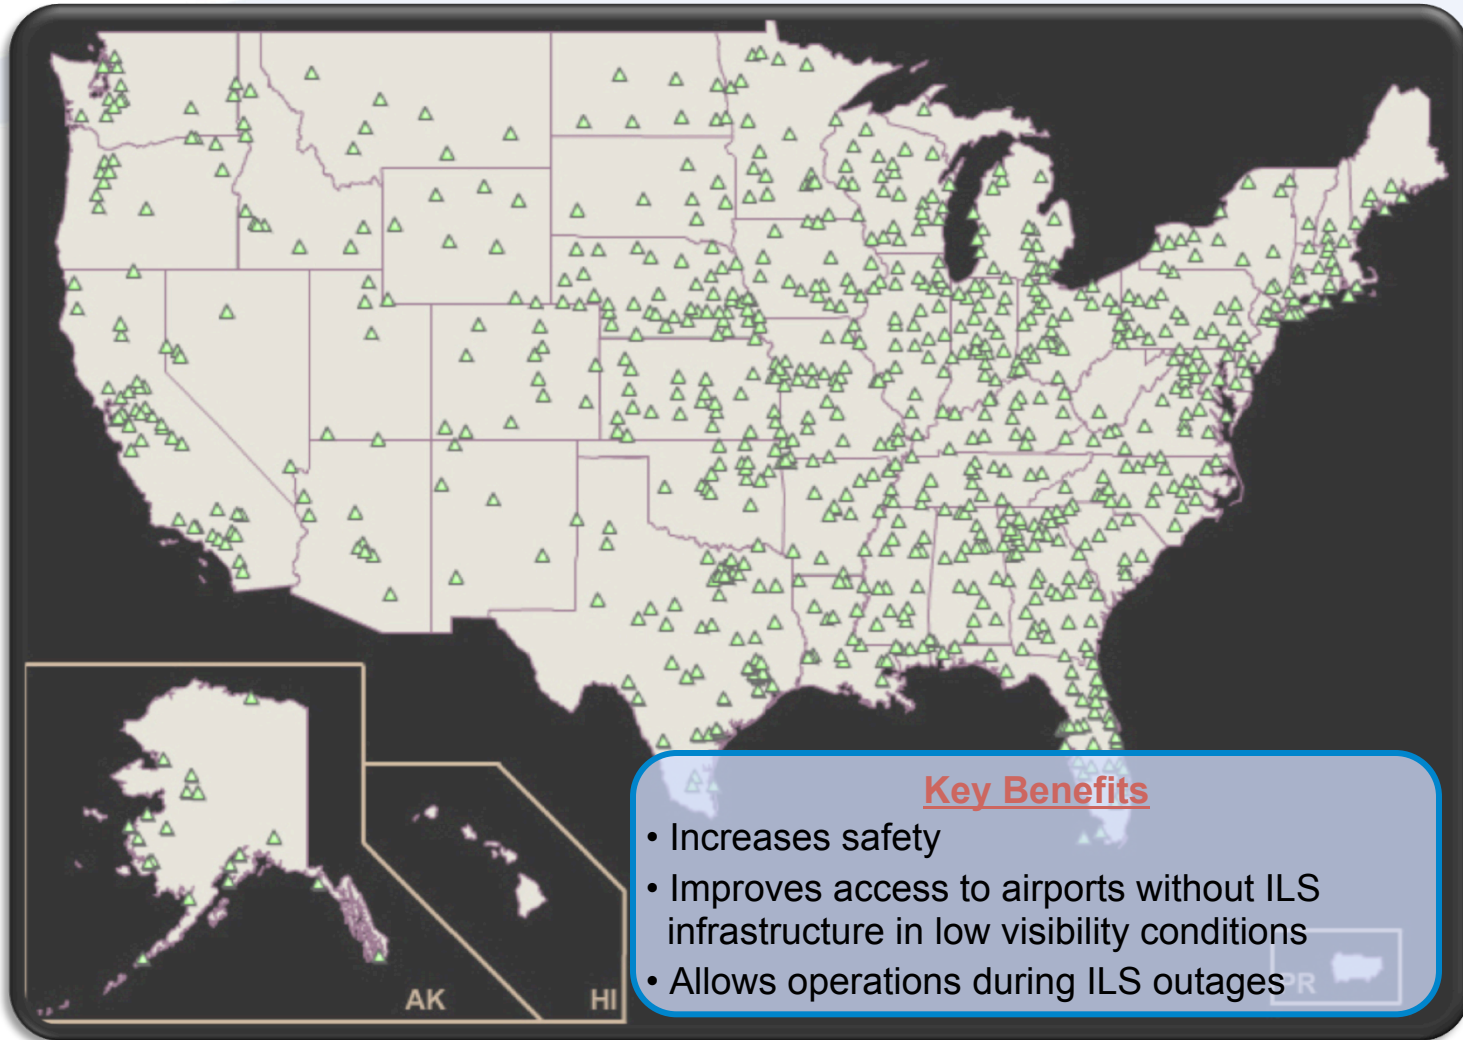 AK
HI
Key Benefits
• Increases safety
• Improves access to airports without ILS
infrastructure in low visibility conditions
• Allows operations during ILS outages
PR